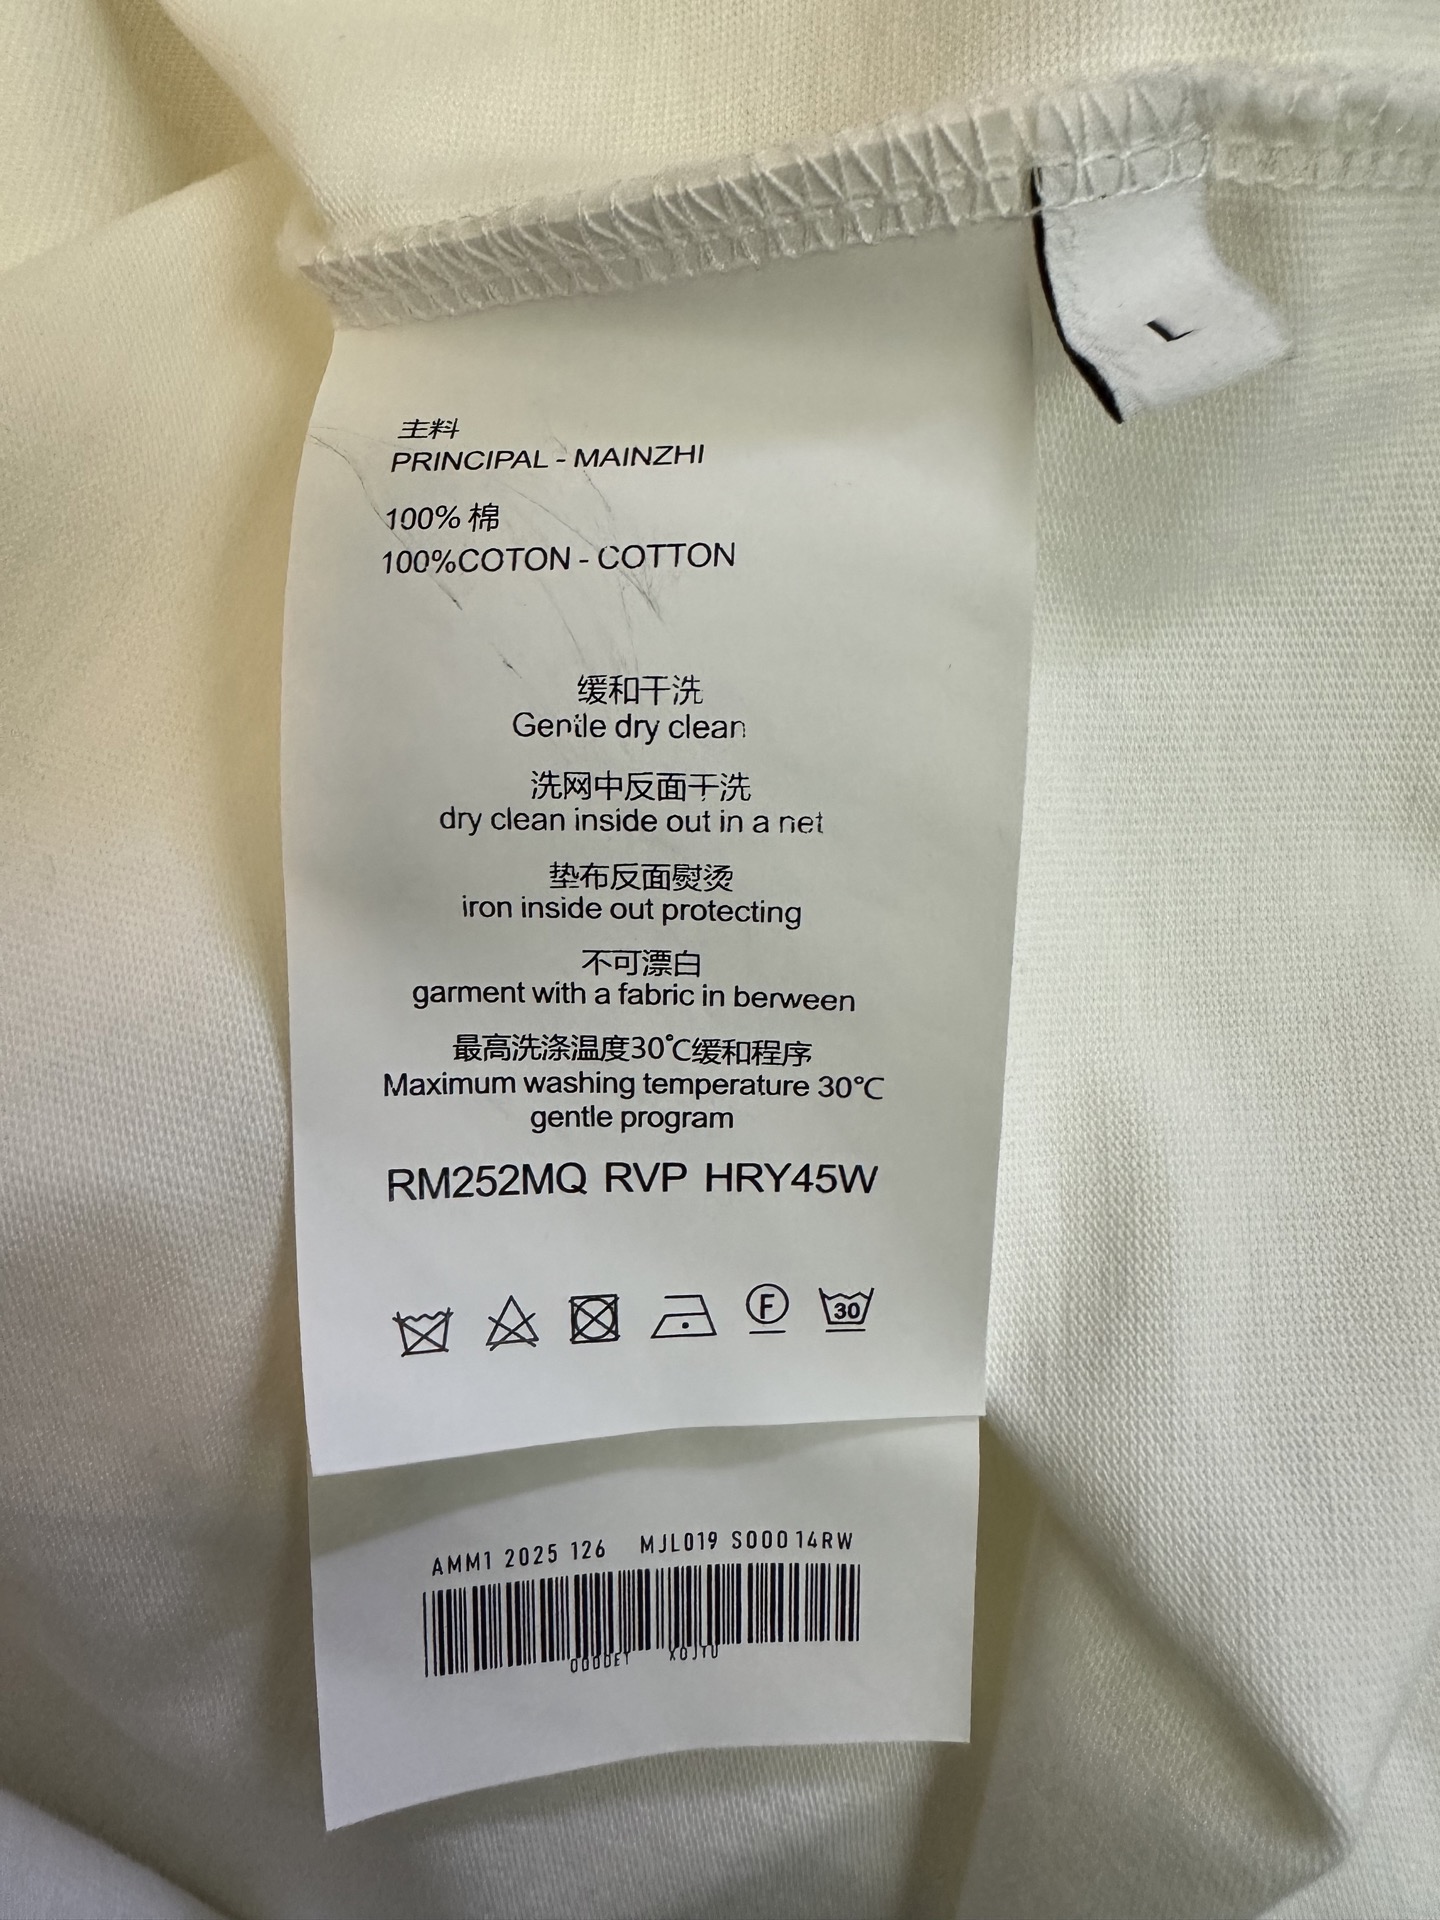 L
主料
PRINCIPAL - MAINZHI
100% 棉
100%COTON - COTTON
缓和干洗
Gentle dry clean
洗网中反面干洗
dry clean inside out in a net
垫布反面熨烫
iron inside out protecting
不可漂白
garment with a fabric in berween
最高洗涤温度30℃缓和程序
Maximum washing temperature 30℃
gentle program
RM252MQ RVP HRY45W
F 30
AMM1 2025 126 MJL019 S000 14RW